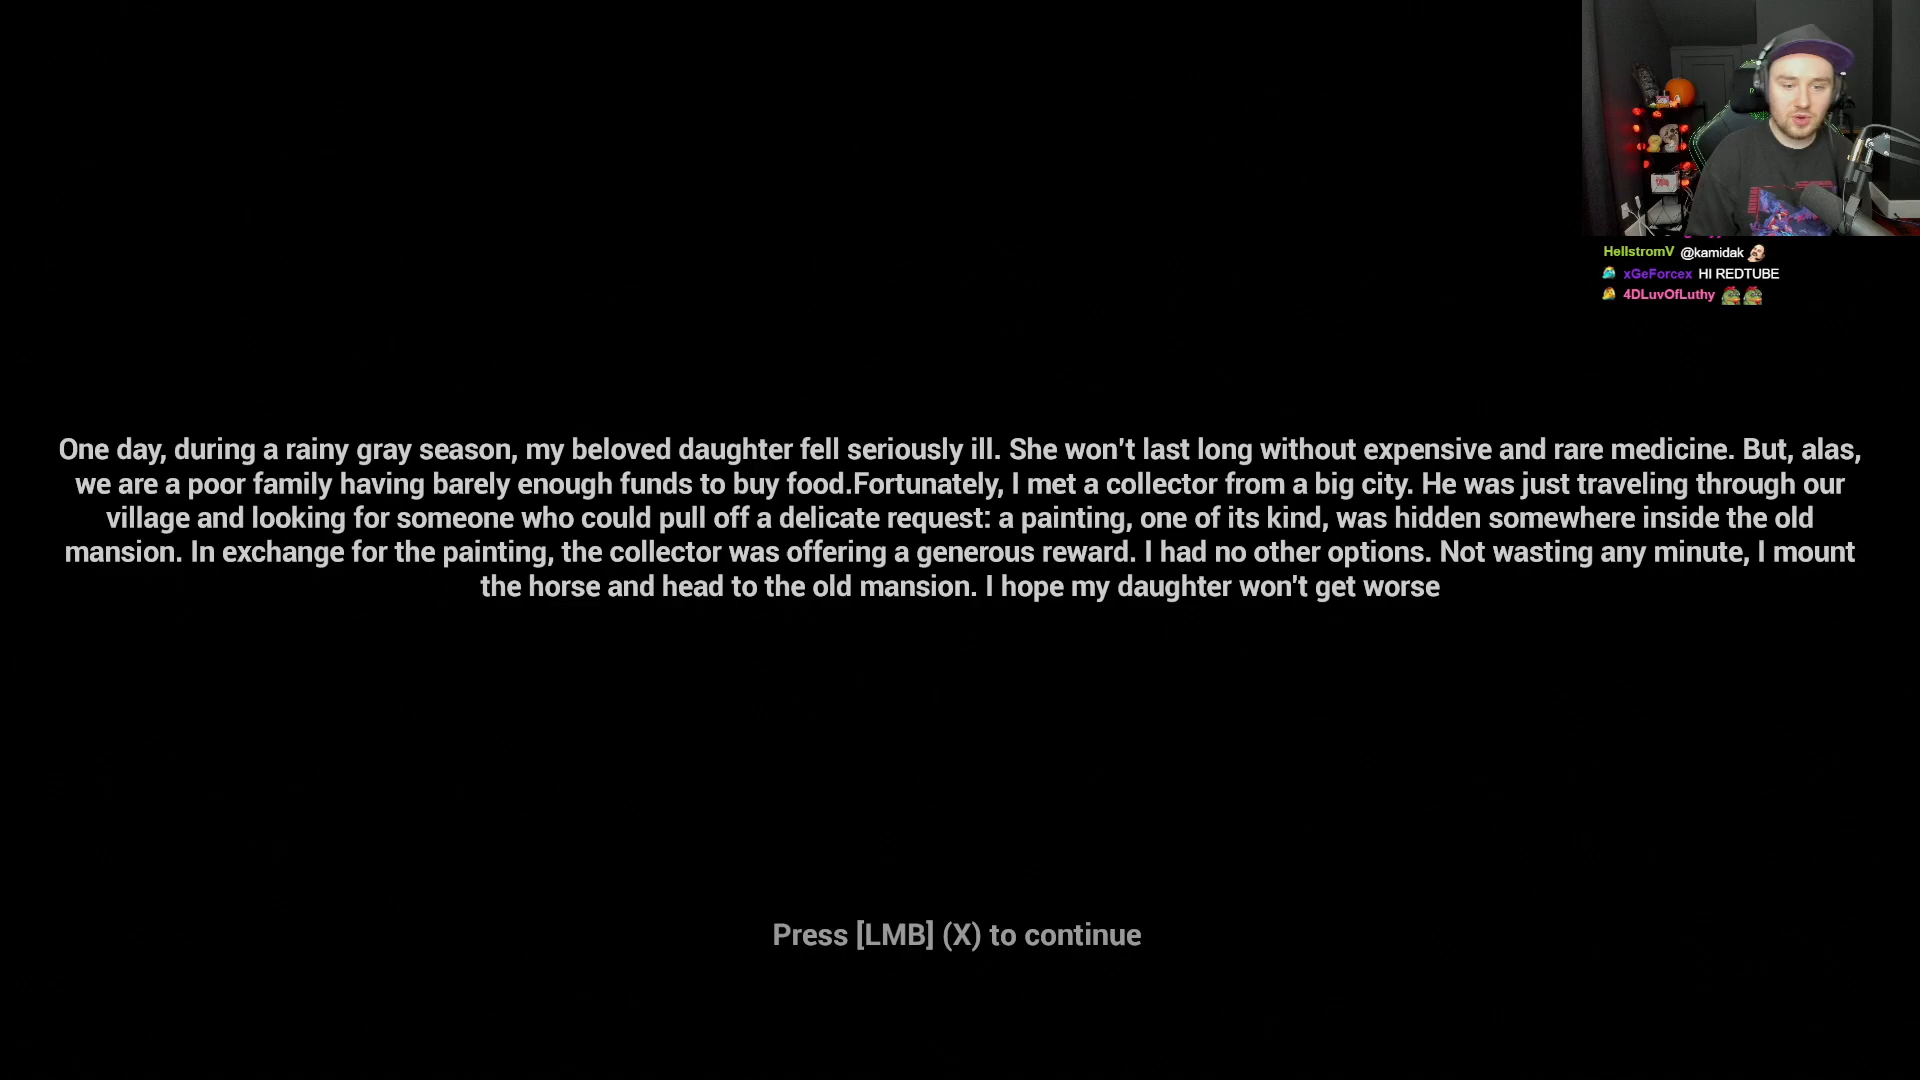 HellstromV @kamidak
xGeForcex HI REDTUBE
4DLuvOfLuthy
One day, during a rainy gray season, my beloved daughter fell seriously ill. She won't last long without expensive and rare medicine. But, alas,
we are a poor family having barely enough funds to buy food.Fortunately, I met a collector from a big city. He was just traveling through our
village and looking for someone who could pull off a delicate request: a painting, one of its kind, was hidden somewhere inside the old
mansion. In exchange for the painting, the collector was offering a generous reward. I had no other options. Not wasting any minute, I mount
the horse and head to the old mansion. I hope my daughter won't get worse
Press [LMB] (X) to continue